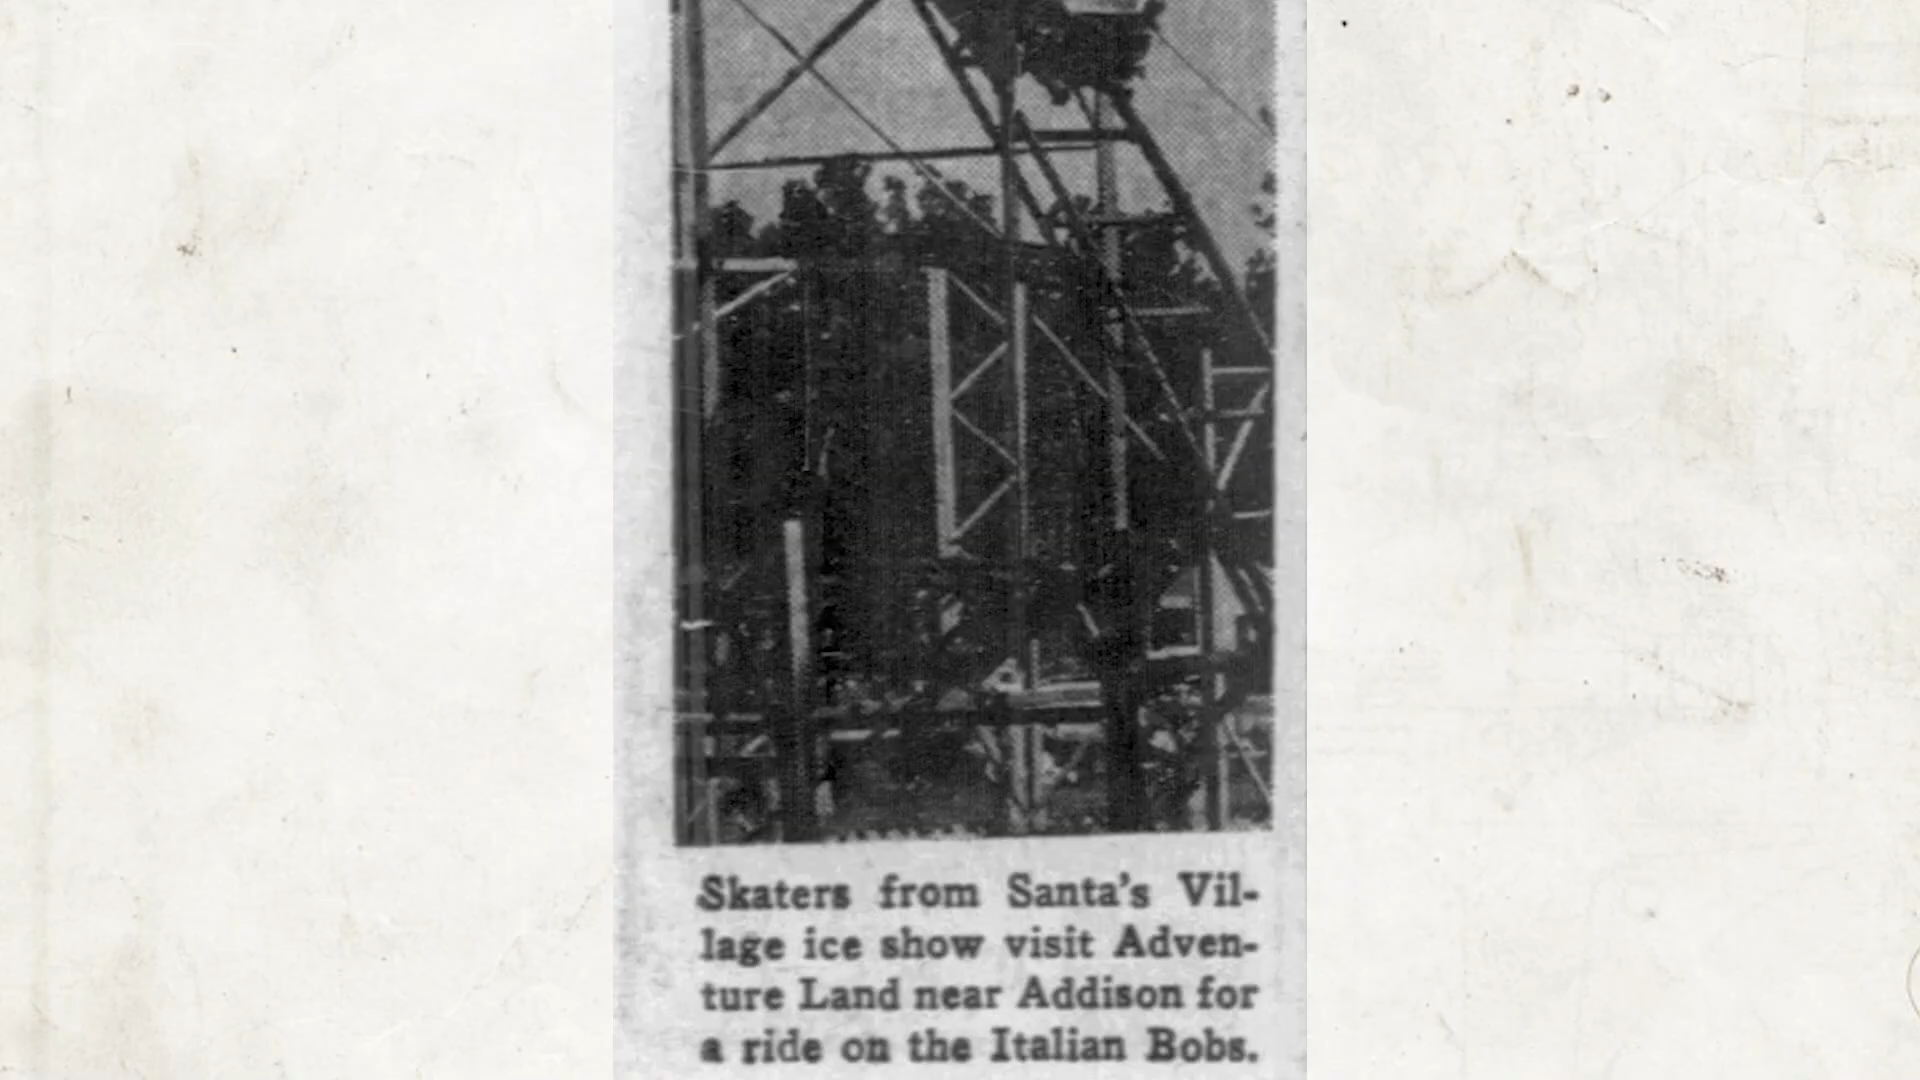 Skaters from Santa's Vil-
lage ice show visit Adven-
ture Land near Addison for
a ride on the Italian Bobs.